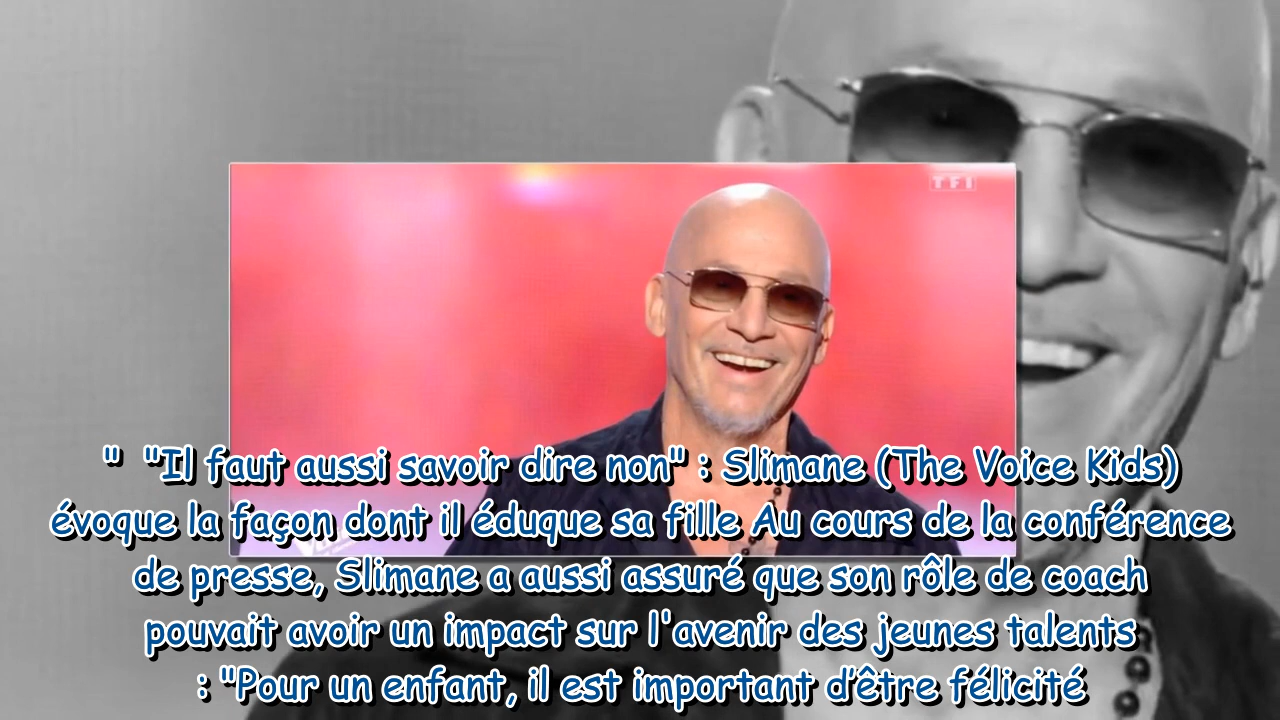 TF1
"  "Il faut aussi savoir dire non" : Slimane (The Voice Kids)
évoque la façon dont il éduque sa fille Au cours de la conférence
de presse, Slimane a aussi assuré que son rôle de coach
pouvait avoir un impact sur l'avenir des jeunes talents
: "Pour un enfant, il est important d’être félicité